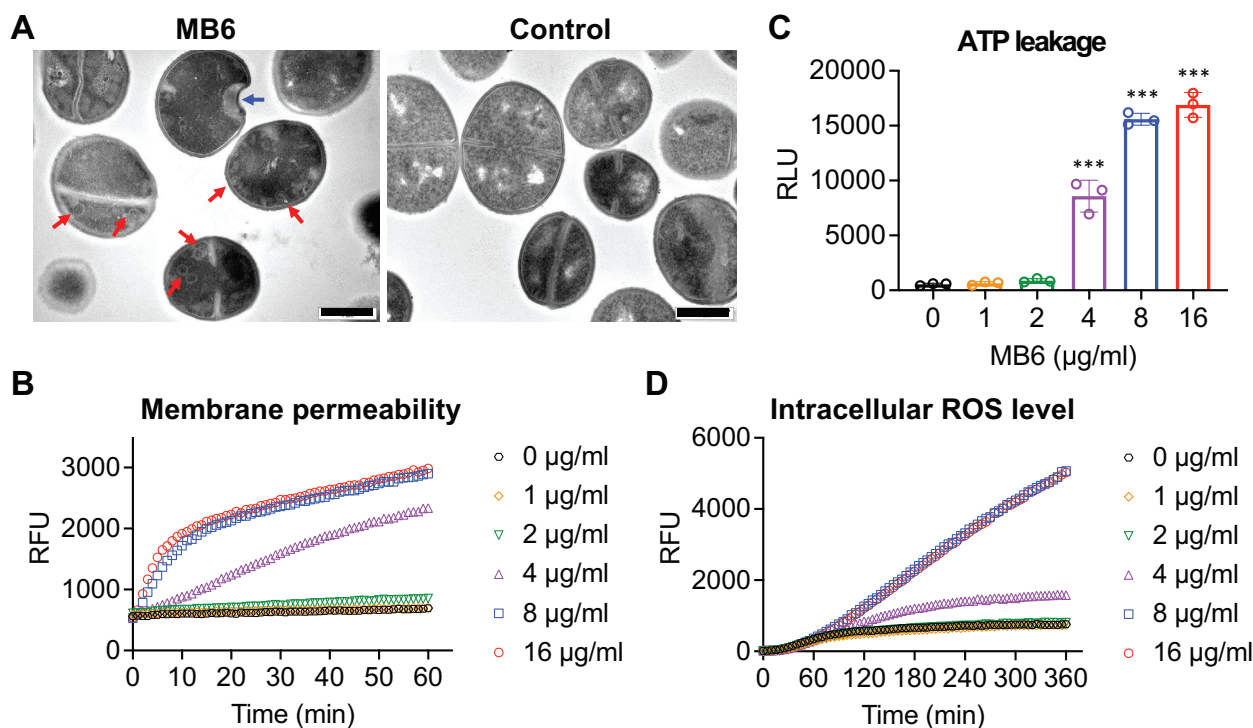 A
MB6
Control
B
Membrane permeability
RFU
3000
2000
1000
0
0 10 20 30 40 50 60
Time (min)
0 µg/ml
1 µg/ml
2 µg/ml
4 µg/ml
8 µg/ml
16 µg/ml
C
ATP leakage
RLU
20000
15000
10000
5000
0
***
***
***
0 1 2 4 8 16
MB6 (µg/ml)
D
Intracellular ROS level
RFU
6000
4000
2000
0
0 60 120 180 240 300 360
Time (min)
0 µg/ml
1 µg/ml
2 µg/ml
4 µg/ml
8 µg/ml
16 µg/ml